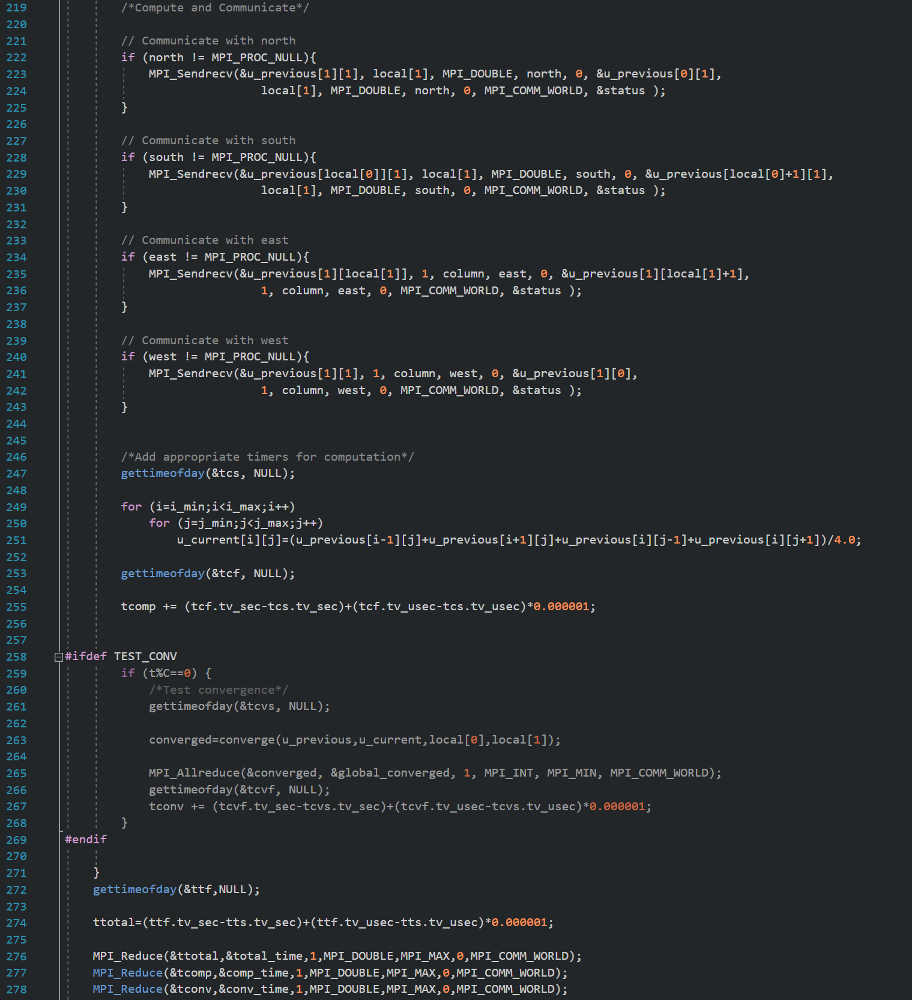 219 /*Compute and Communicate*/
220
221 // Communicate with north
222 if (north != MPI_PROC_NULL){
223 MPI_Sendrecv(&u_previous[1][1], local[1], MPI_DOUBLE, north, 0, &u_previous[0][1],
224 local[1], MPI_DOUBLE, north, 0, MPI_COMM_WORLD, &status );
225 }
226
227 // Communicate with south
228 if (south != MPI_PROC_NULL){
229 MPI_Sendrecv(&u_previous[local[0]][1], local[1], MPI_DOUBLE, south, 0, &u_previous[local[0]+1][1],
230 local[1], MPI_DOUBLE, south, 0, MPI_COMM_WORLD, &status );
231 }
232
233 // Communicate with east
234 if (east != MPI_PROC_NULL){
235 MPI_Sendrecv(&u_previous[1][local[1]], 1, column, east, 0, &u_previous[1][local[1]+1],
236 1, column, east, 0, MPI_COMM_WORLD, &status );
237 }
238
239 // Communicate with west
240 if (west != MPI_PROC_NULL){
241 MPI_Sendrecv(&u_previous[1][1], 1, column, west, 0, &u_previous[1][0],
242 1, column, west, 0, MPI_COMM_WORLD, &status );
243 }
244
245
246 /*Add appropriate timers for computation*/
247 gettimeofday(&tcs, NULL);
248
249 for (i=i_min;i<i_max;i++)
250 for (j=j_min;j<j_max;j++)
251 u_current[i][j]=(u_previous[i-1][j]+u_previous[i+1][j]+u_previous[i][j-1]+u_previous[i][j+1])/4.0;
252
253 gettimeofday(&tcf, NULL);
254
255 tcomp += (tcf.tv_sec-tcs.tv_sec)+(tcf.tv_usec-tcs.tv_usec)*0.000001;
256
257
258 #ifdef TEST_CONV
259 if (t%C==0) {
260 /*Test convergence*/
261 gettimeofday(&tcvs, NULL);
262
263 converged=converge(u_previous,u_current,local[0],local[1]);
264
265 MPI_Allreduce(&converged, &global_converged, 1, MPI_INT, MPI_MIN, MPI_COMM_WORLD);
266 gettimeofday(&tcvf, NULL);
267 tconv += (tcvf.tv_sec-tcvs.tv_sec)+(tcvf.tv_usec-tcvs.tv_usec)*0.000001;
268 }
269 #endif
270
271 }
272 gettimeofday(&ttf,NULL);
273
274 ttotal=(ttf.tv_sec-tts.tv_sec)+(ttf.tv_usec-tts.tv_usec)*0.000001;
275
276 MPI_Reduce(&ttotal,&total_time,1,MPI_DOUBLE,MPI_MAX,0,MPI_COMM_WORLD);
277 MPI_Reduce(&tcomp,&comp_time,1,MPI_DOUBLE,MPI_MAX,0,MPI_COMM_WORLD);
278 MPI_Reduce(&tconv,&conv_time,1,MPI_DOUBLE,MPI_MAX,0,MPI_COMM_WORLD);